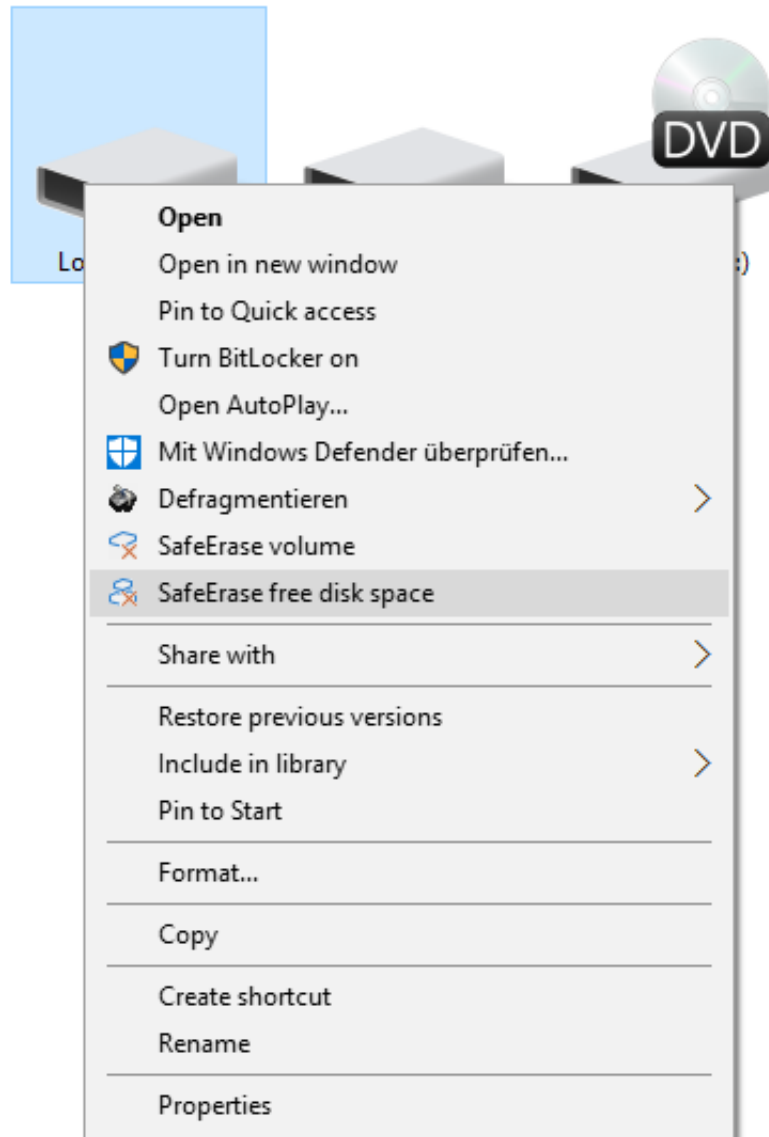 DVD
Lo
:)
Open
Open in new window
Pin to Quick access
Turn BitLocker on
Open AutoPlay...
Mit Windows Defender überprüfen...
Defragmentieren
SafeErase volume
SafeErase free disk space
Share with
Restore previous versions
Include in library
Pin to Start
Format...
Copy
Create shortcut
Rename
Properties